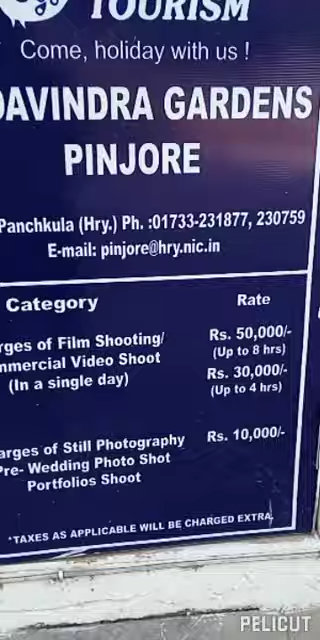 TOURISM
Come, holiday with us !
DAVINDRA GARDENS
PINJORE
Panchkula (Hry.) Ph. :01733-231877, 230759
E-mail: pinjore@hry.nic.in
Category Rate
rges of Film Shooting/ Rs. 50,000/-
mmercial Video Shoot (Up to 8 hrs)
(In a single day) Rs. 30,000/-
(Up to 4 hrs)
arges of Still Photography Rs. 10,000/-
Pre- Wedding Photo Shot
Portfolios Shoot
*TAXES AS APPLICABLE WILL BE CHARGED EXTRA.
PELICUT